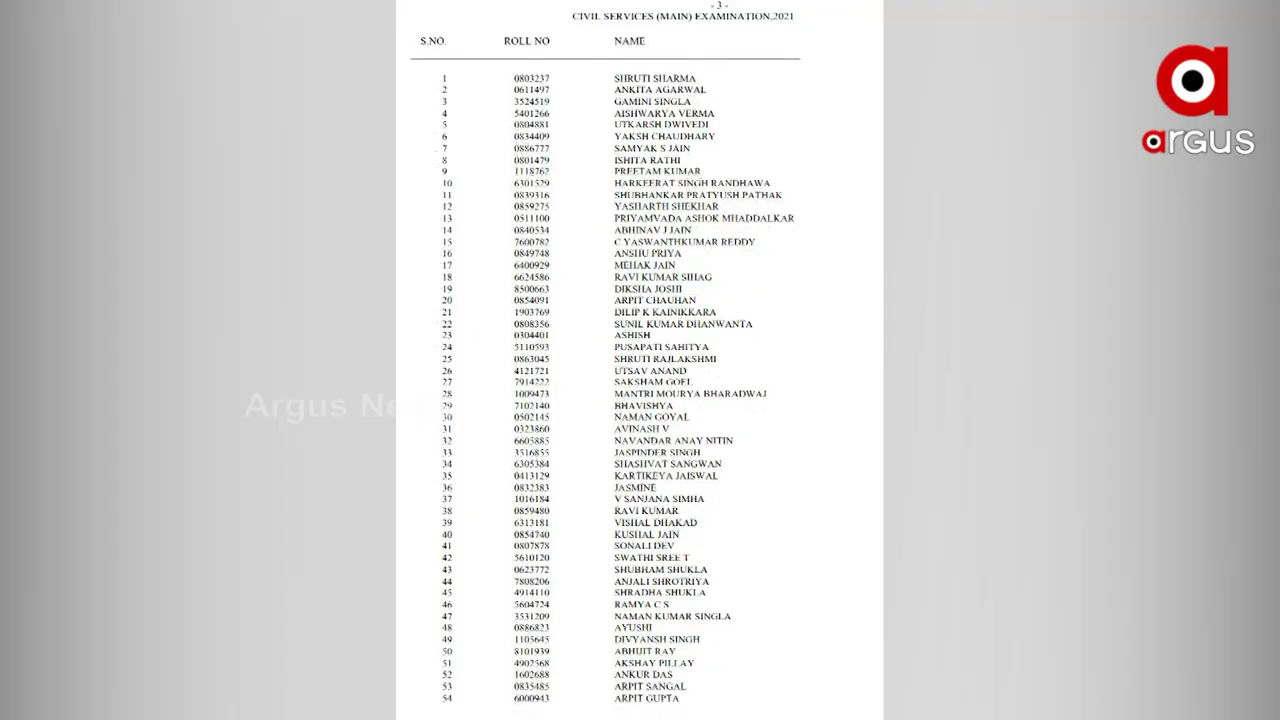 - 3 -
CIVIL SERVICES (MAIN) EXAMINATION,2021
S.NO. ROLL NO NAME
1 0803237 SHRUTI SHARMA
2 0611497 ANKITA AGARWAL
3 3524519 GAMINI SINGLA
4 5401266 AISHWARYA VERMA
5 0804881 UTKARSH DWIVEDI
6 0834409 YAKSH CHAUDHARY
7 0886777 SAMYAK S JAIN
8 0801479 ISHITA RATHI
9 1118762 PREETAM KUMAR
10 6301529 HARKEERAT SINGH RANDHAWA
11 0839316 SHUBHANKAR PRATYUSH PATHAK
12 0859275 YASHARTH SHEKHAR
13 0511100 PRIYAMVADA ASHOK MHADDALKAR
14 0840534 ABHINAV J JAIN
15 7600782 C YASWANTHKUMAR REDDY
16 0849748 ANSHU PRIYA
17 6400929 MEHAK JAIN
18 6624586 RAVI KUMAR SIHAG
19 8500663 DIKSHA JOSHI
20 0854091 ARPIT CHAUHAN
21 1903769 DILIP K KAINIKKARA
22 0808356 SUNIL KUMAR DHANWANTA
23 0304401 ASHISH
24 5110593 PUSAPATI SAHITYA
25 0863045 SHRUTI RAJLAKSHMI
26 4121721 UTSAV ANAND
27 7914222 SAKSHAM GOEL
28 1009473 MANTRI MOURYA BHARADWAJ
29 7102140 BHAVISHYA
30 0502145 NAMAN GOYAL
31 0323860 AVINASH V
32 6605885 NAVANDAR ANAY NITIN
33 3516855 JASPINDER SINGH
34 6305384 SHASHVAT SANGWAN
35 0413129 KARTIKEYA JAISWAL
36 0832383 JASMINE
37 1016184 V SANJANA SIMHA
38 0859480 RAVI KUMAR
39 6313181 VISHAL DHAKAD
40 0854740 KUSHAL JAIN
41 0807878 SONALI DEV
42 5610120 SWATHI SREE T
43 0623772 SHUBHAM SHUKLA
44 7808206 ANJALI SHROTRIYA
45 4914110 SHRADHA SHUKLA
46 5604724 RAMYA C S
47 3531209 NAMAN KUMAR SINGLA
48 0886823 AYUSHI
49 1105645 DIVYANSH SINGH
50 8101939 ABHIJIT RAY
51 4902568 AKSHAY PILLAY
52 1602688 ANKUR DAS
53 0835485 ARPIT SANGAL
54 6000943 ARPIT GUPTA
argus
Argus Ne